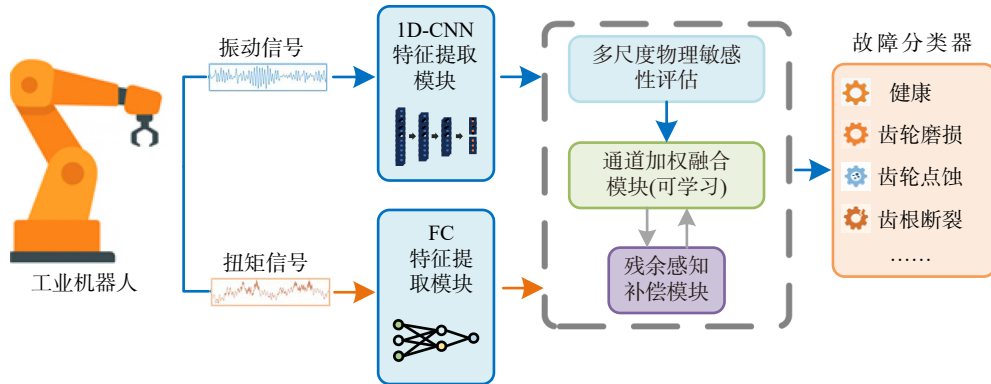 工业机器人
振动信号
扭矩信号
1D-CNN
特征提取
模块
FC
特征提
取模块
多尺度物理敏感
性评估
通道加权融合
模块(可学习)
残余感知
补偿模块
故障分类器
健康
齿轮磨损
齿轮点蚀
齿根断裂
……